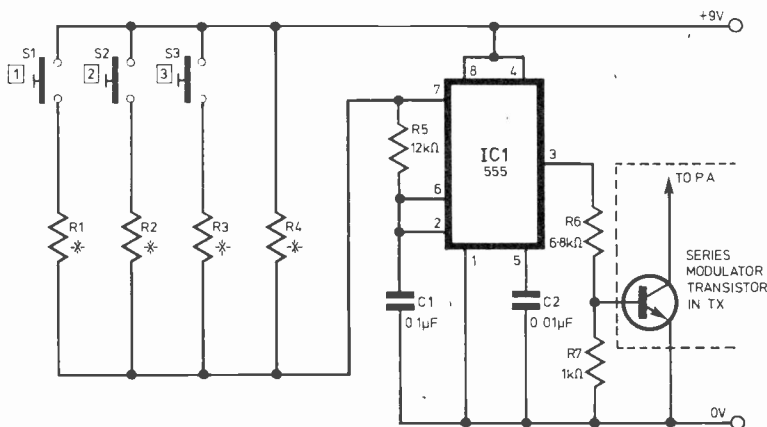 +9V
S1
S2
S3
1
2
3
8
4
7
R5
12kΩ
IC1
555
3
TO P A
6
R1
R2
R3
R4
R6
6·8kΩ
2
SERIES
MODULATOR
TRANSISTOR
IN TX
1
5
C1
0·1µF
C2
0·01µF
R7
1kΩ
0V